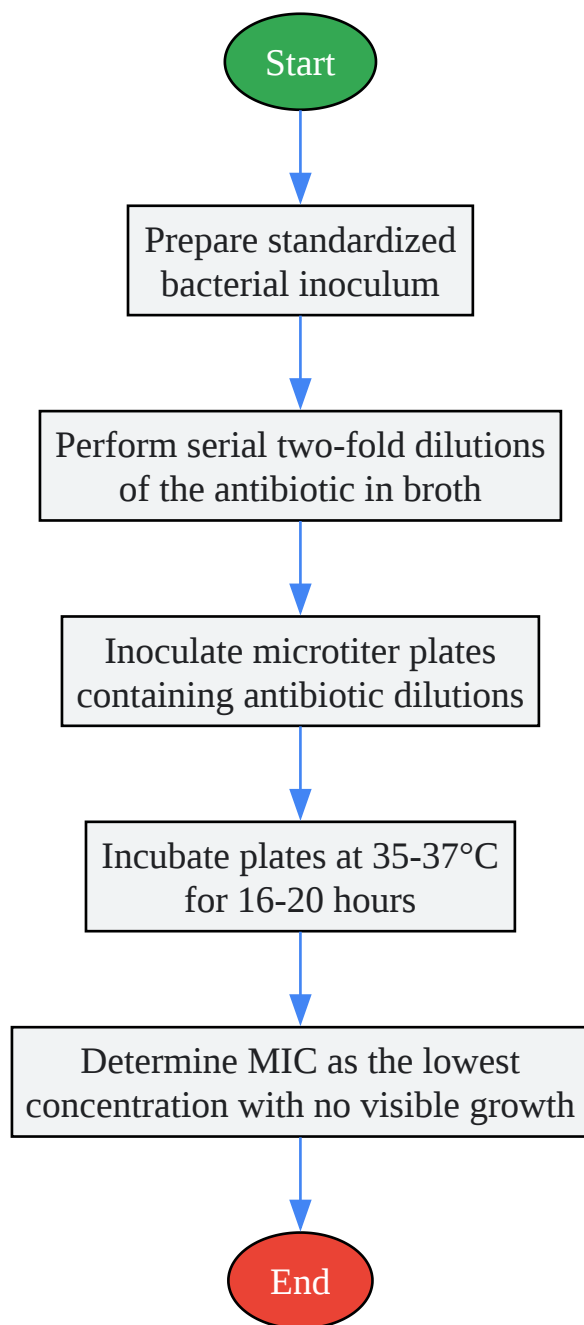 Start
Prepare standardized
bacterial inoculum
Perform serial two-fold dilutions
of the antibiotic in broth
Inoculate microtiter plates
containing antibiotic dilutions
Incubate plates at 35-37°C
for 16-20 hours
Determine MIC as the lowest
concentration with no visible growth
End